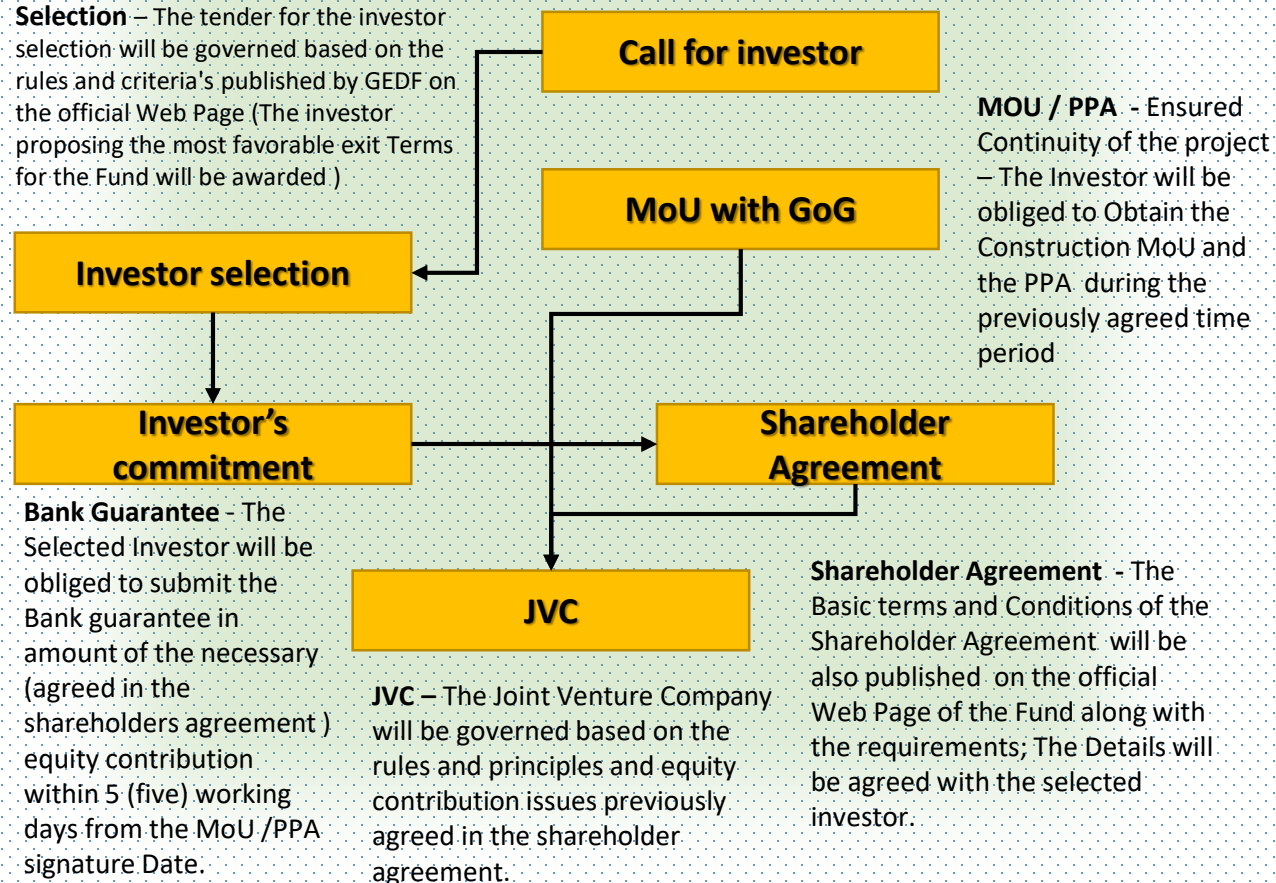 Selection – The tender for the investor
selection will be governed based on the
rules and criteria's published by GEDF on
the official Web Page (The investor
proposing the most favorable exit Terms
for the Fund will be awarded )
Call for investor
MOU / PPA - Ensured
Continuity of the project
– The Investor will be
obliged to Obtain the
Construction MoU and
the PPA during the
previously agreed time
period
MoU with GoG
Investor selection
Investor’s
commitment
Shareholder
Agreement
Bank Guarantee - The
Selected Investor will be
obliged to submit the
Bank guarantee in
amount of the necessary
(agreed in the
shareholders agreement )
equity contribution
within 5 (five) working
days from the MoU /PPA
signature Date.
JVC
JVC – The Joint Venture Company
will be governed based on the
rules and principles and equity
contribution issues previously
agreed in the shareholder
agreement.
Shareholder Agreement - The
Basic terms and Conditions of the
Shareholder Agreement will be
also published on the official
Web Page of the Fund along with
the requirements; The Details will
be agreed with the selected
investor.